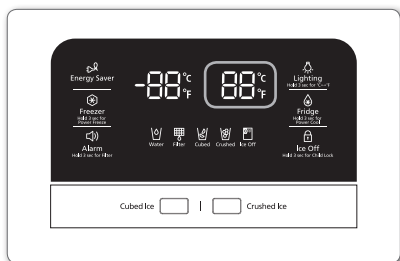 Energy Saver
-88°C °F
88°C °F
Lighting
Hold 3 sec for °C↔°F
Freezer
Hold 3 sec for
Power Freeze
Fridge
Hold 3 sec for
Power Cool
Alarm
Hold 3 sec for Filter
Water Filter Cubed Crushed Ice Off
Ice Off
Hold 3 sec for Child Lock
Cubed Ice | Crushed Ice